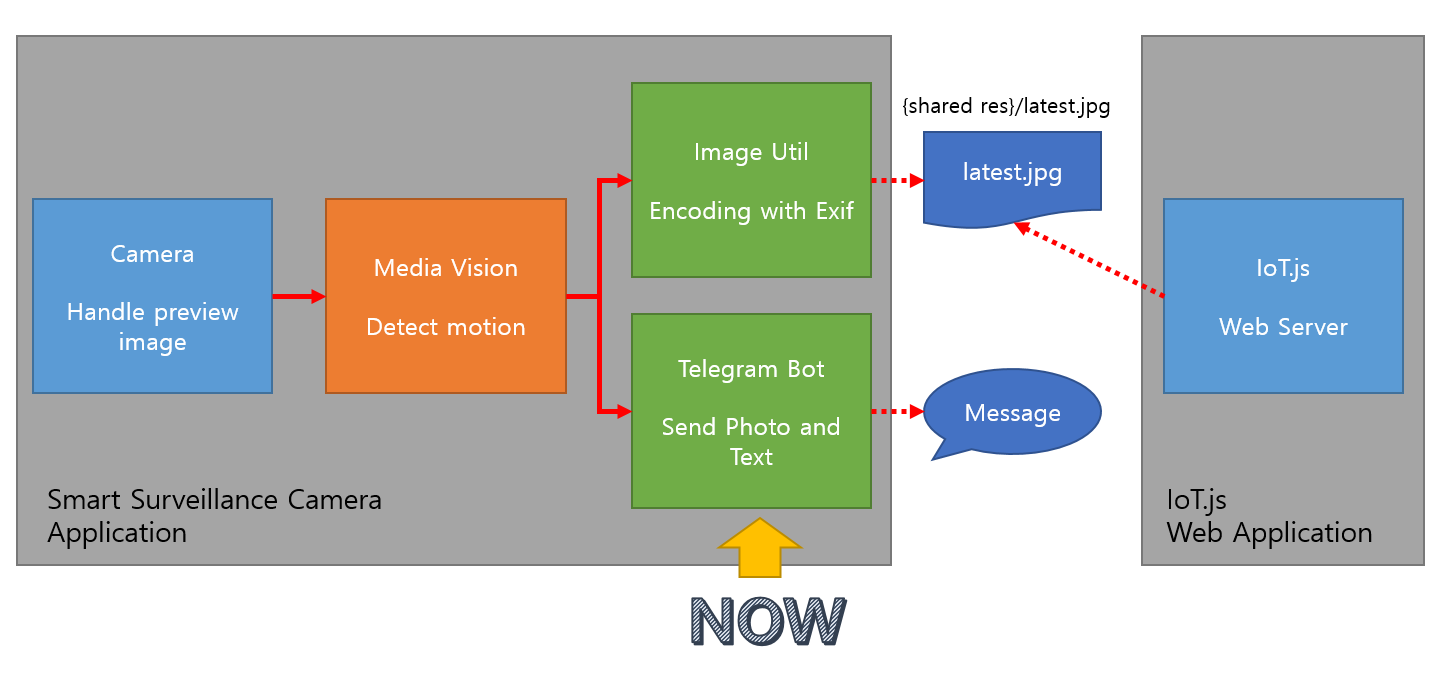 Camera
Handle preview
image
Media Vision
Detect motion
Image Util
Encoding with Exif
Telegram Bot
Send Photo and
Text
Smart Surveillance Camera
Application
{shared res}/latest.jpg
latest.jpg
Message
IoT.js
Web Server
IoT.js
Web Application
NOW